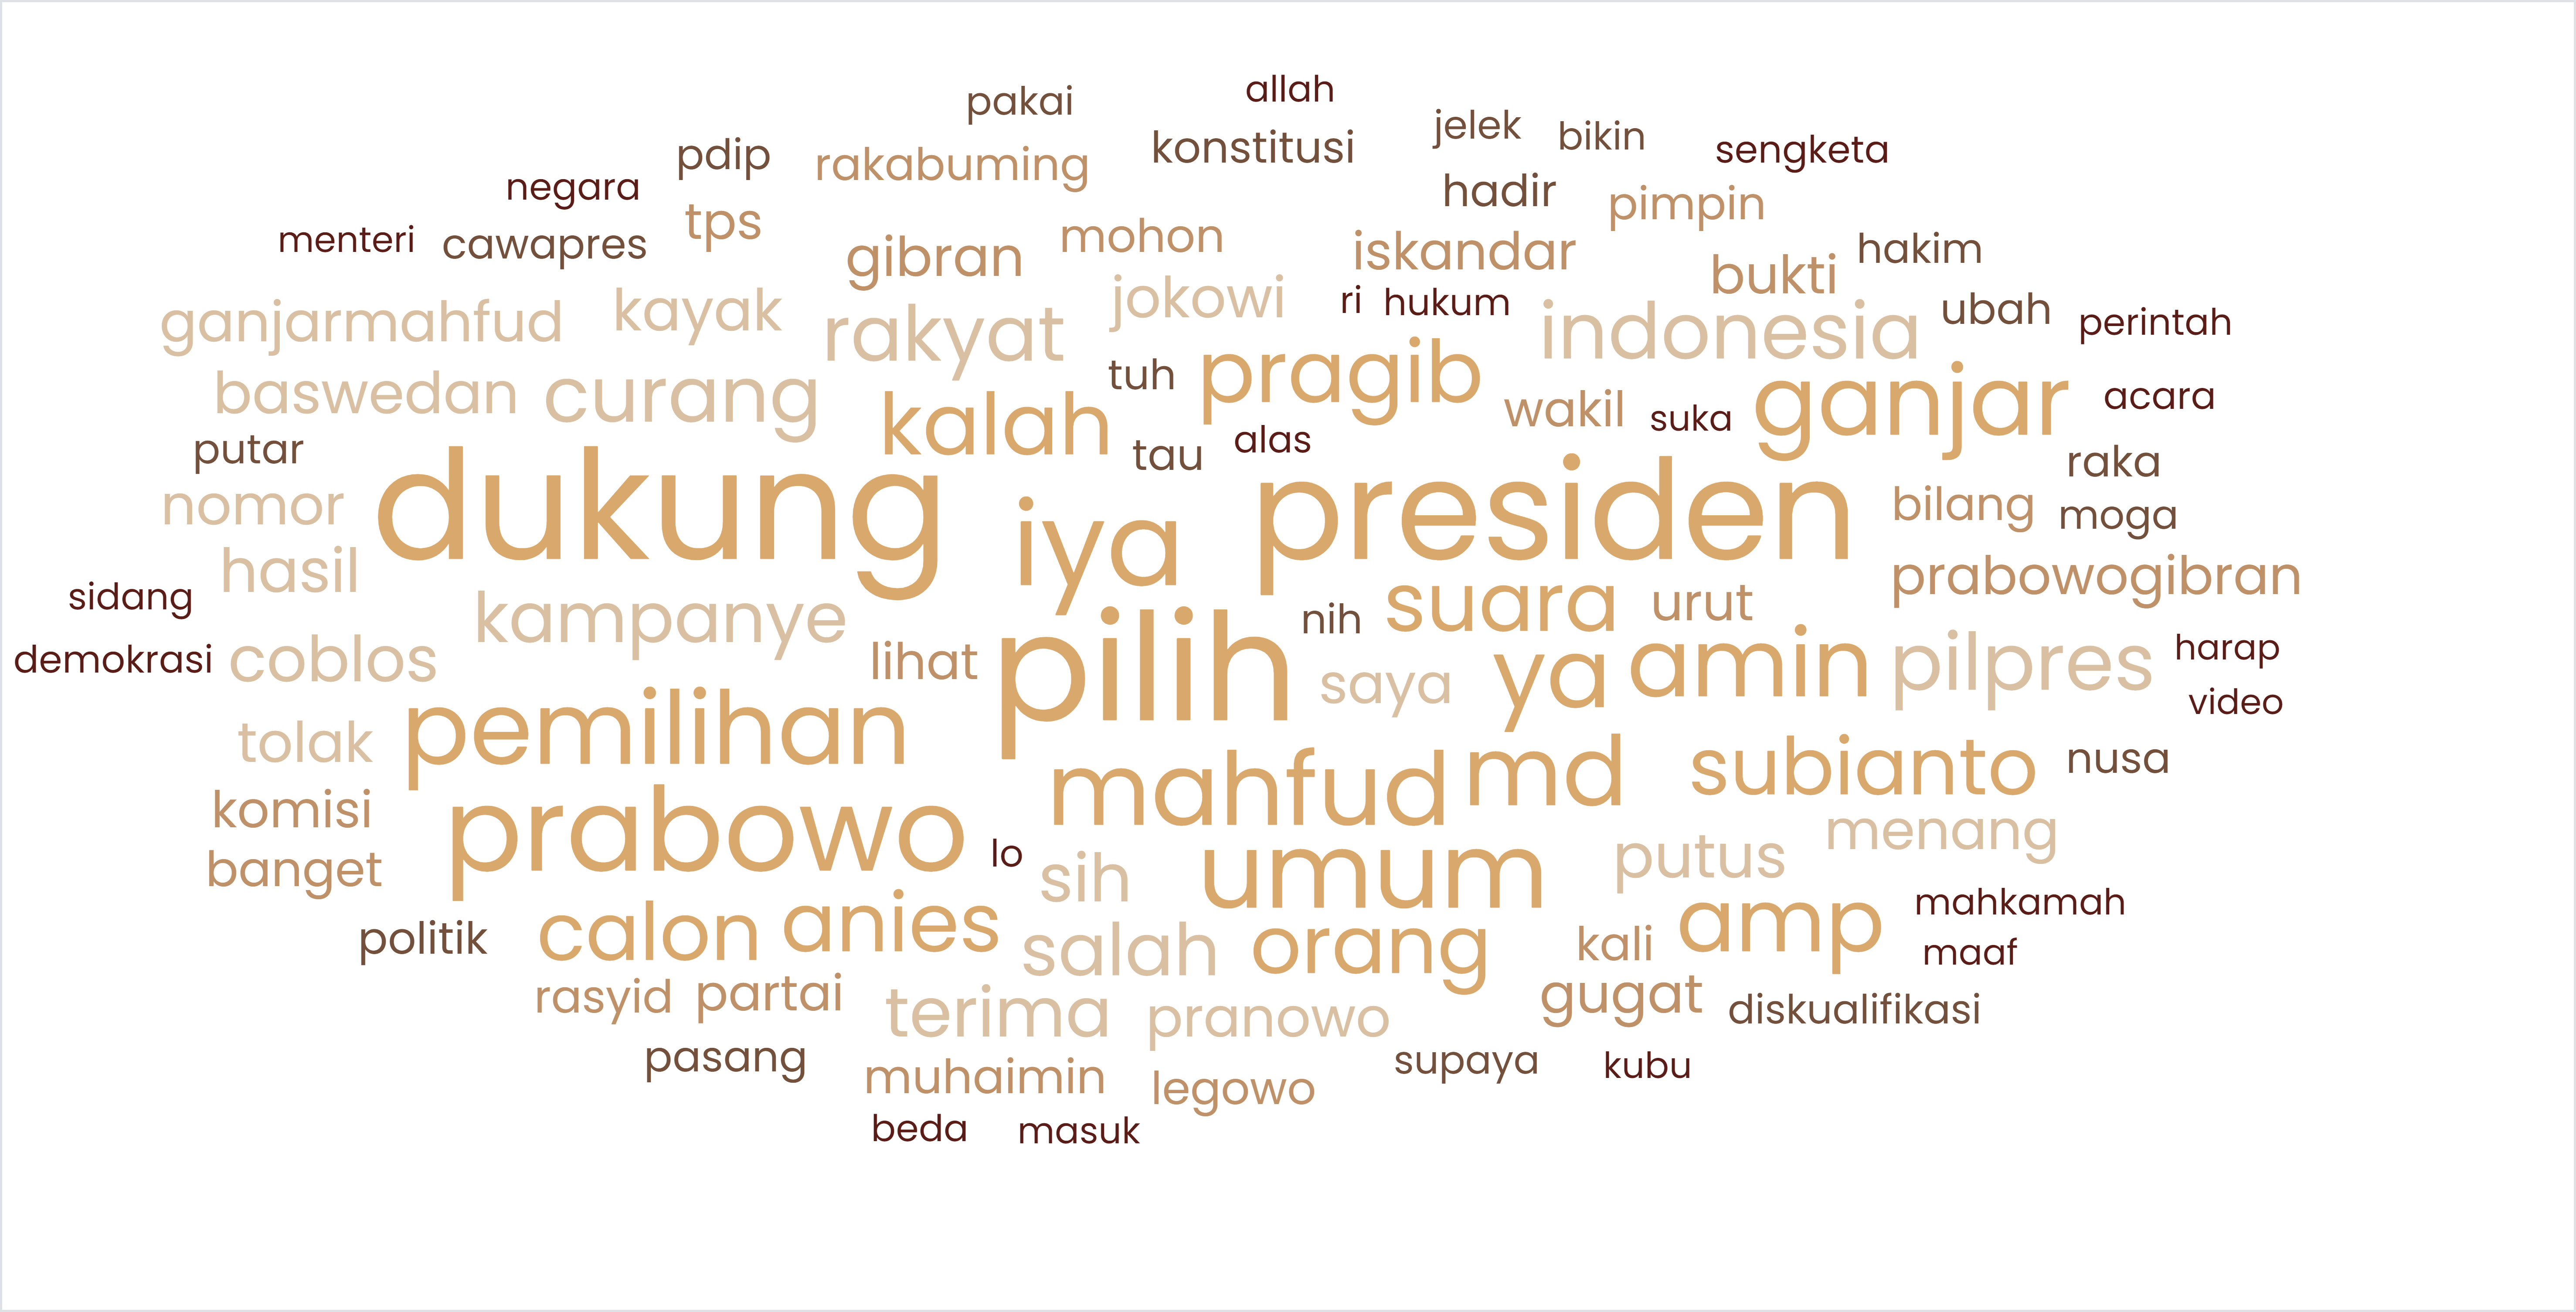 allah
pakai
jelek
bikin
konstitusi
sengketa
pdip
rakabuming
negara
hadir
pimpin
tps
menteri
cawapres
gibran
mohon
iskandar
hakim
bukti
jokowi
ri
hukum
ubah
ganjarmahfud
kayak
rakyat
indonesia
perintah
tuh
pragib
baswedan
curang
kalah
wakil
suka
ganjar
acara
putar
tau
alas
raka
nomor
dukung
iya
presiden
bilang
moga
hasil
prabowogibran
sidang
kampanye
nih
suara
urut
demokrasi
coblos
lihat
pilih
saya
ya
amin
pilpres
harap
video
tolak
pemilihan
mahfud
md
subianto
nusa
komisi
prabowo
menang
banget
lo
sih
umum
putus
mahkamah
politik
calon
anies
salah
orang
kali
amp
maaf
rasyid
partai
terima
pranowo
gugat
diskualifikasi
pasang
muhaimin
legowo
supaya
kubu
beda
masuk